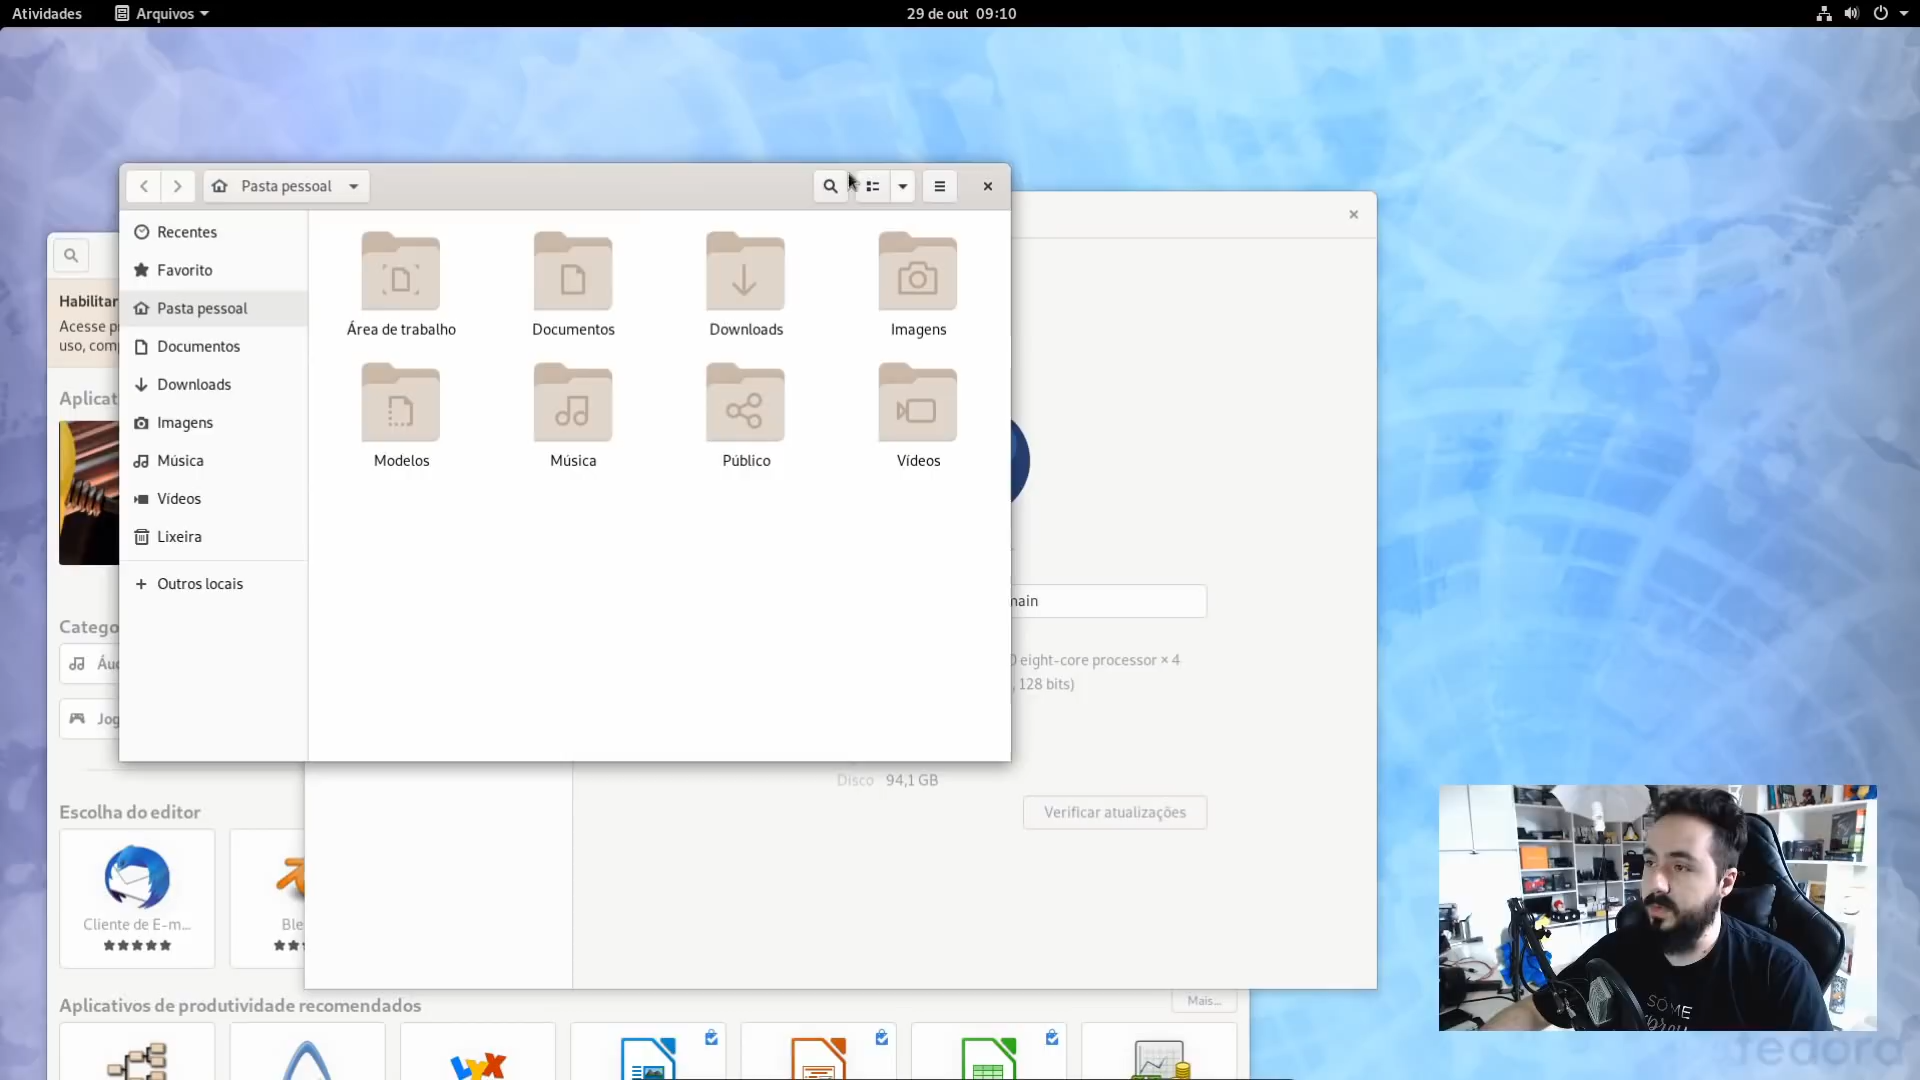 Atividades
Arquivos
29 de out 09:10
Pasta pessoal
Recentes
Favorito
Pasta pessoal
Documentos
Downloads
Imagens
Música
Vídeos
Lixeira
Outros locais
Área de trabalho
Documentos
Downloads
Imagens
Modelos
Música
Público
Vídeos
Habilitar
Acesse
uso,
Escolha do editor
Cliente de E-m...
Ble
Aplicativos de produtividade recomendados
Mais...
eight-core processor × 4
, 128 bits)
Disco 94,1 GB
Verificar atualizações
SOME
fedora